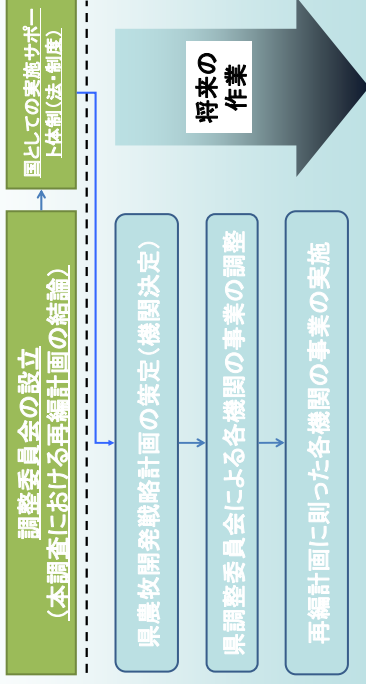 調整委員会の設立
（本調査における再編計画の結論）
国としての実施サポー
ト体制（法・制度）
県農牧開発戦略計画の策定（機関決定）
県調整委員会による各機関の事業の調整
再編計画に則った各機関の事業の実施
将来の
作業